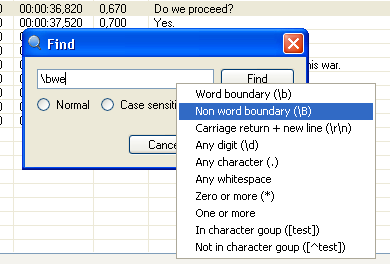 00:00:36,820 0,670 Do we proceed?
00:00:37,520 0,700 Yes.
Find
\bwe
Find
his war.
Normal
Case sensiti
Cance
Word boundary (\b)
Non word boundary (\B)
Carriage return + new line (\r\n)
Any digit (\d)
Any character (.)
Any whitespace
Zero or more (*)
One or more
In character goup ([test])
Not in character goup ([^test])